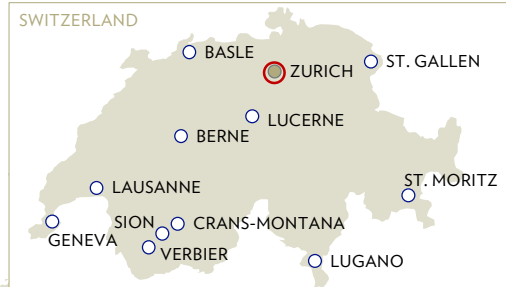 SWITZERLAND
BASLE
ZURICH
ST. GALLEN
LUCERNE
BERNE
LAUSANNE
ST. MORITZ
SION
CRANS-MONTANA
GENEVA
VERBIER
LUGANO